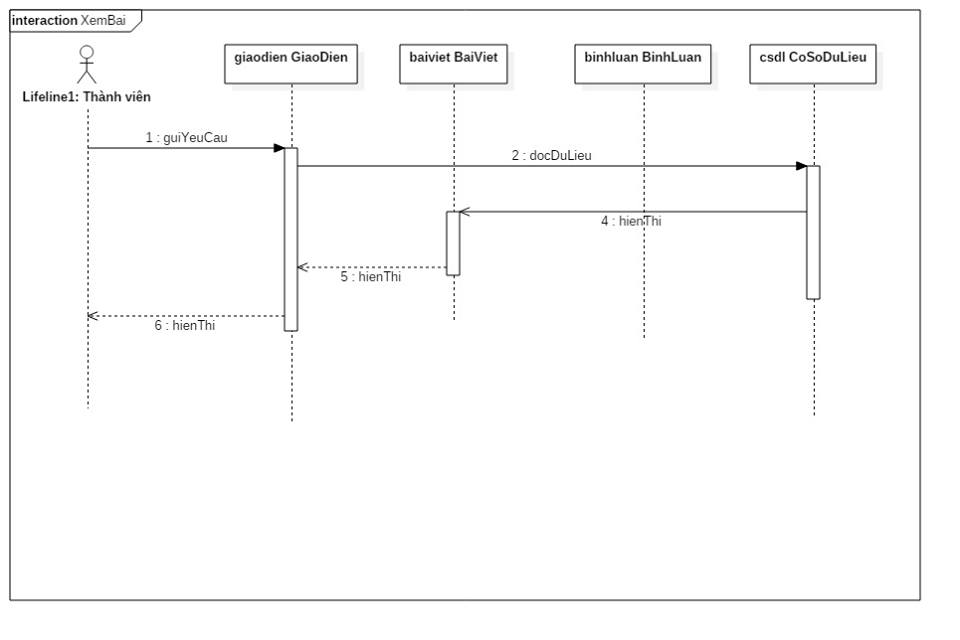 interaction XemBai
giaodien GiaoDien
baiviet BaiViet
binhluan BinhLuan
csdl CoSoDuLieu
Lifeline1: Thành viên
1 : guiYeuCau
2 : docDuLieu
4 : hienThi
5 : hienThi
6 : hienThi